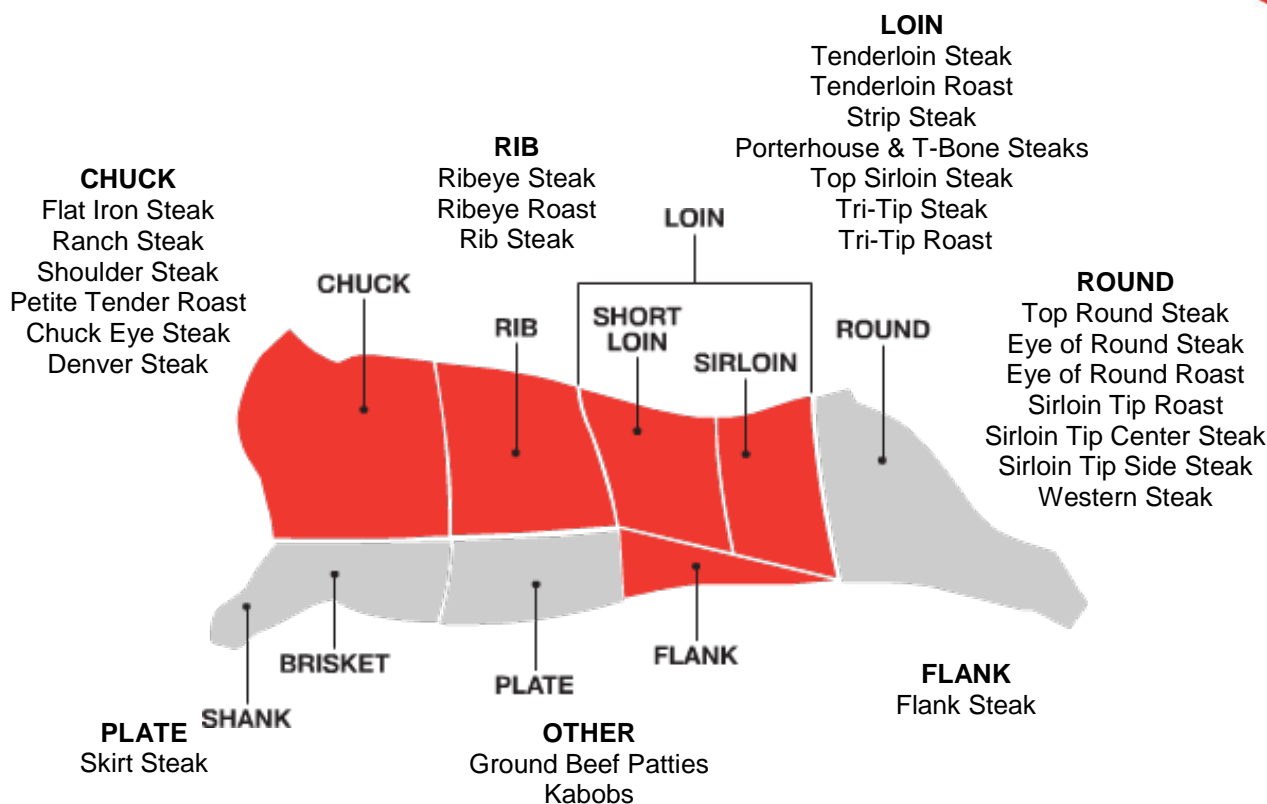 LOIN
Tenderloin Steak
Tenderloin Roast
Strip Steak
Porterhouse & T-Bone Steaks
Top Sirloin Steak
Tri-Tip Steak
Tri-Tip Roast
RIB
Ribeye Steak
Ribeye Roast
Rib Steak
CHUCK
Flat Iron Steak
Ranch Steak
Shoulder Steak
Petite Tender Roast
Chuck Eye Steak
Denver Steak
ROUND
Top Round Steak
Eye of Round Steak
Eye of Round Roast
Sirloin Tip Roast
Sirloin Tip Center Steak
Sirloin Tip Side Steak
Western Steak
LOIN
CHUCK
RIB
SHORT
LOIN
SIRLOIN
ROUND
SHANK
BRISKET
PLATE
FLANK
PLATE
Skirt Steak
OTHER
Ground Beef Patties
Kabobs
FLANK
Flank Steak